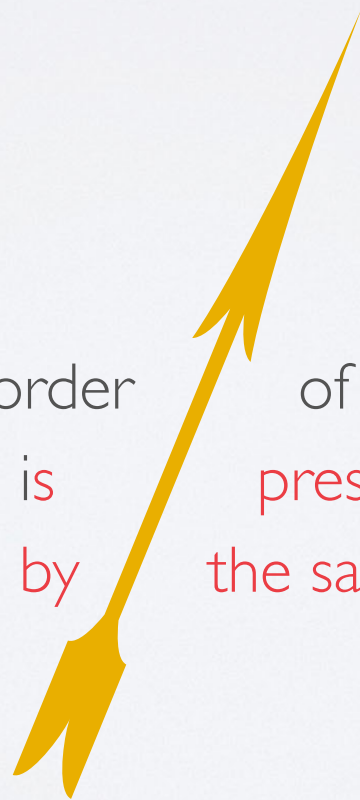 order of
is pres
by the sa